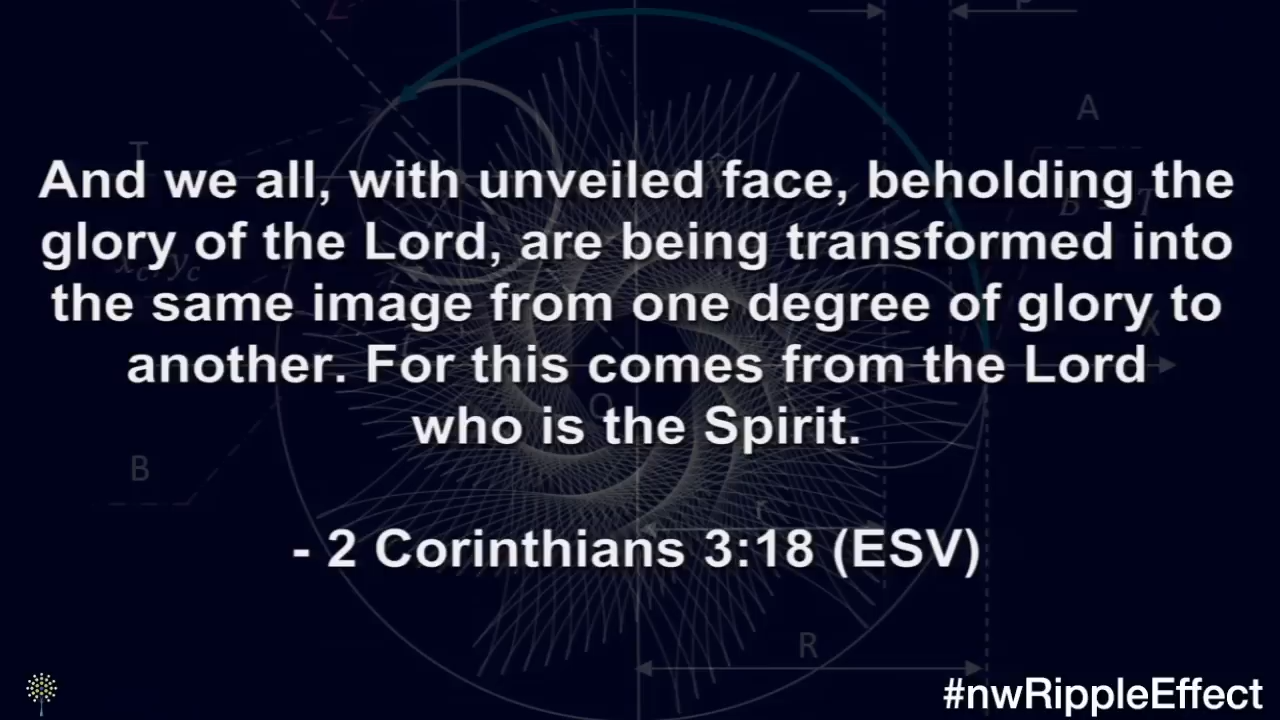 And we all, with unveiled face, beholding the
glory of the Lord, are being transformed into
the same image from one degree of glory to
another. For this comes from the Lord
who is the Spirit.
- 2 Corinthians 3:18 (ESV)
T
A
B
r
R
#nwRippleEffect